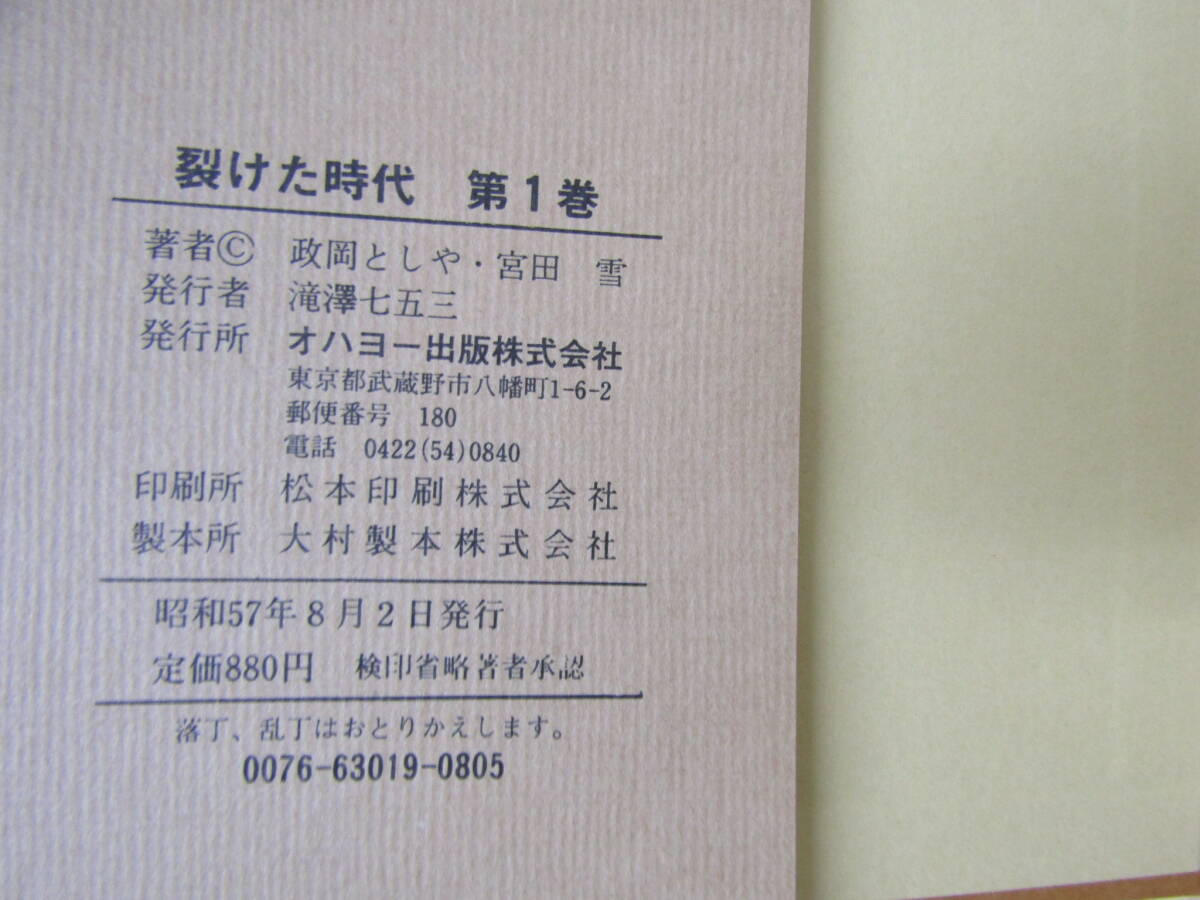 裂けた時代　第1巻
著者Ⓒ　政岡としや・宮田　雪
発行者　滝澤七五三
発行所　オハヨー出版株式会社
東京都武蔵野市八幡町1-6-2
郵便番号　180
電話　0422(54)0840
印刷所　松本印刷株式会社
製本所　大村製本株式会社
昭和57年8月2日発行
定価880円　検印省略著者承認
落丁、乱丁はおとりかえします。
0076-63019-0805